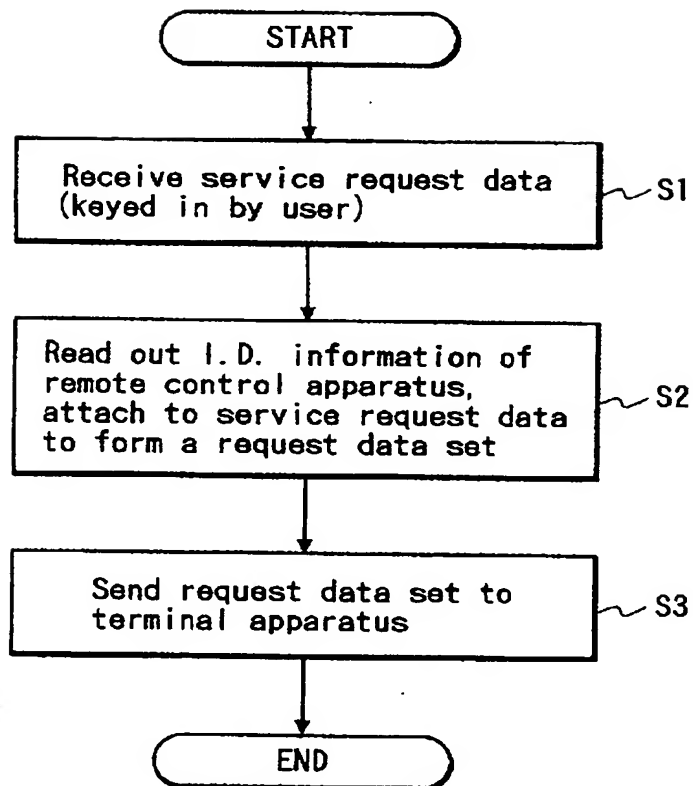 START
Receive service request data
(keyed in by user)
S1
Read out I.D. information of
remote control apparatus,
attach to service request data
to form a request data set
S2
Send request data set to
terminal apparatus
S3
END